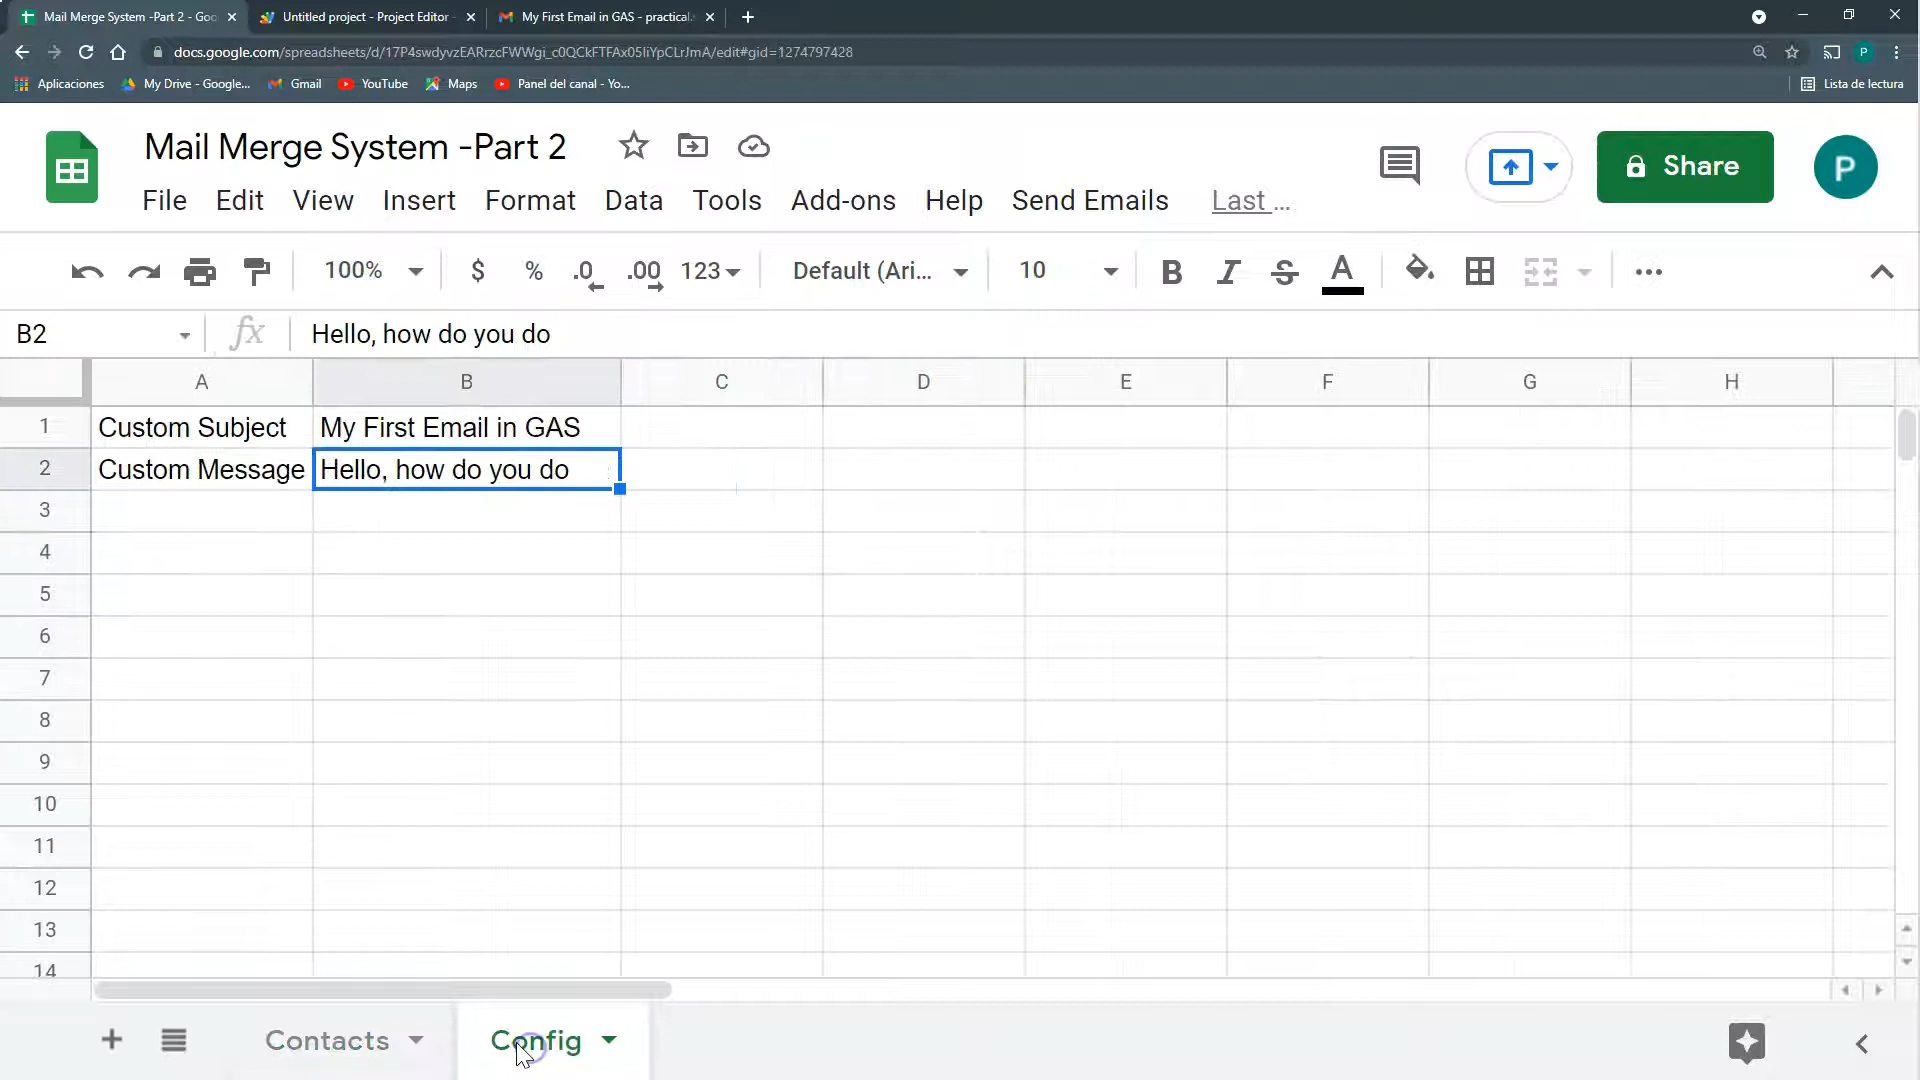 Mail Merge System -Part 2 - Goo
Untitled project - Project Editor -
My First Email in GAS - practical.
docs.google.com/spreadsheets/d/17P4swdyvzEARrzcFWWgi_c0QCkFTFAx05IiYpCLrJmA/edit#gid=1274797428
P
Aplicaciones
My Drive - Google...
Gmail
YouTube
Maps
Panel del canal - Yo...
Lista de lectura
Mail Merge System -Part 2
Share
P
File Edit View Insert Format Data Tools Add-ons Help Send Emails Last ...
100% $ % .0 .00 123 Default (Ari... 10 B I S A
B2 fx Hello, how do you do
A B C D E F G H
1 Custom Subject My First Email in GAS
2 Custom Message Hello, how do you do
3
4
5
6
7
8
9
10
11
12
13
14
Contacts Config